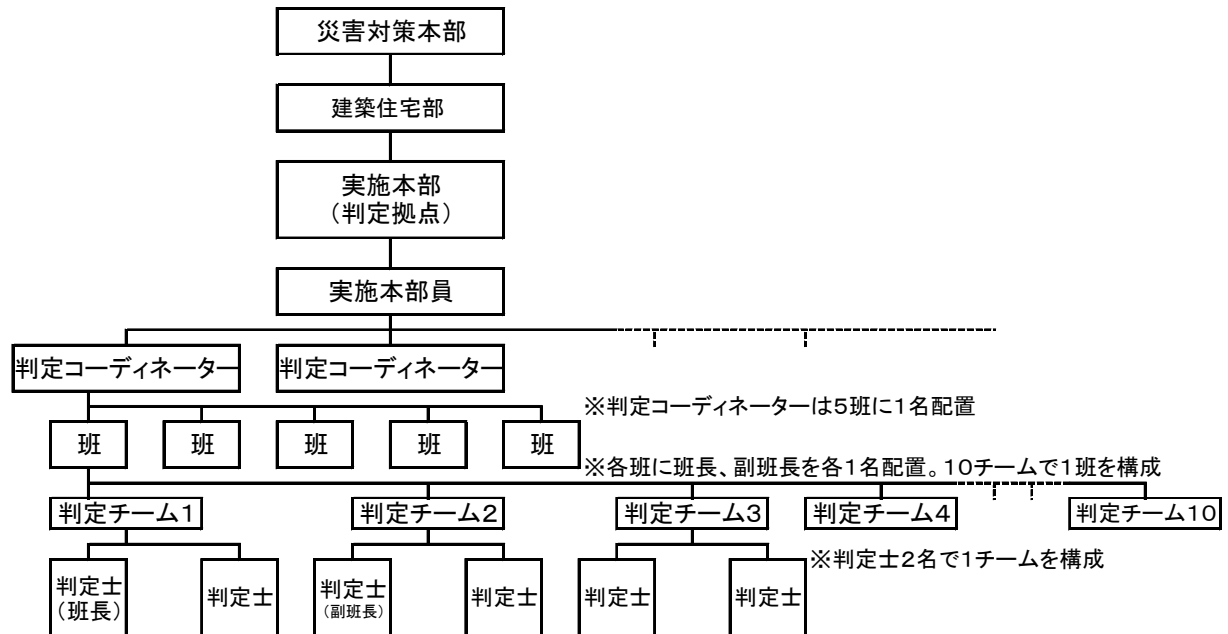 災害対策本部
建築住宅部
実施本部
（判定拠点）
実施本部員
判定コーディネーター
判定コーディネーター
※判定コーディネーターは5班に1名配置
班
班
班
班
班
※各班に班長、副班長を各1名配置。10チームで1班を構成
判定チーム1
判定チーム2
判定チーム3
判定チーム4
判定チーム10
※判定士2名で1チームを構成
判定士
（班長）
判定士
判定士
（副班長）
判定士
判定士
判定士